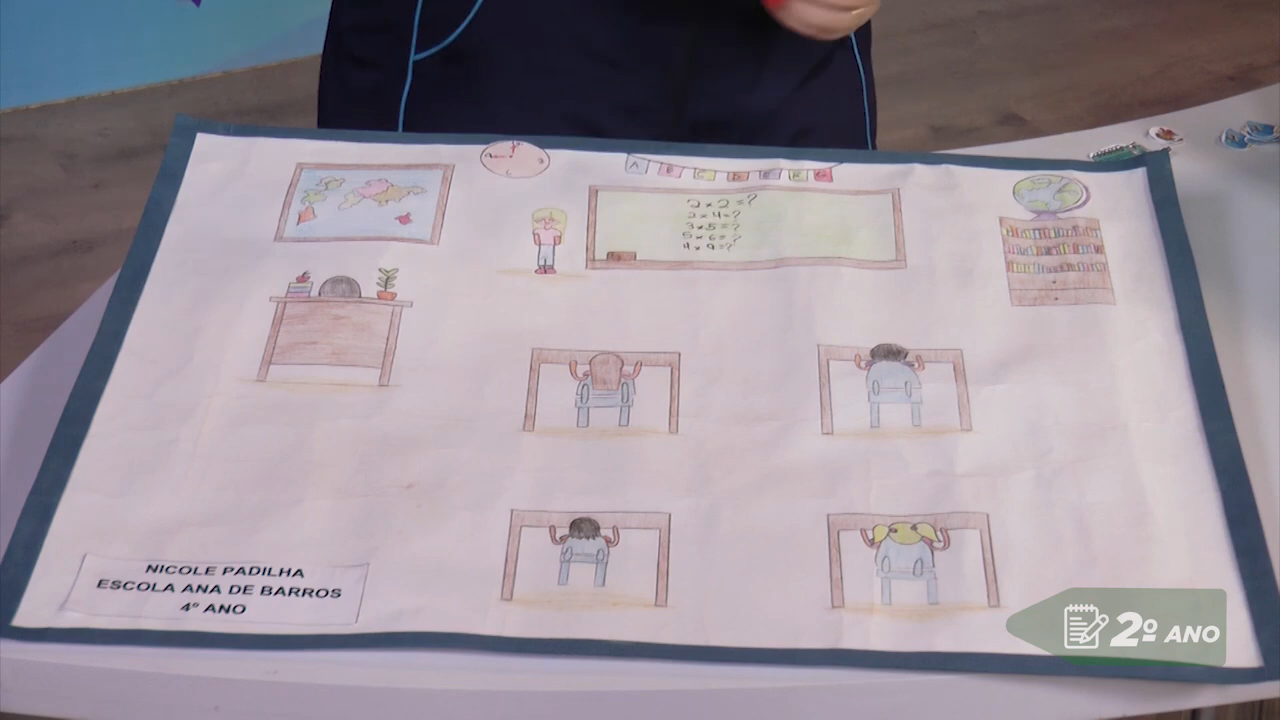 A B C D E F G
2 x 2 = ?
2 x 4 = ?
3 x 5 = ?
5 x 6 = ?
4 x 9 = ?
NICOLE PADILHA
ESCOLA ANA DE BARROS
4º ANO
2º ANO